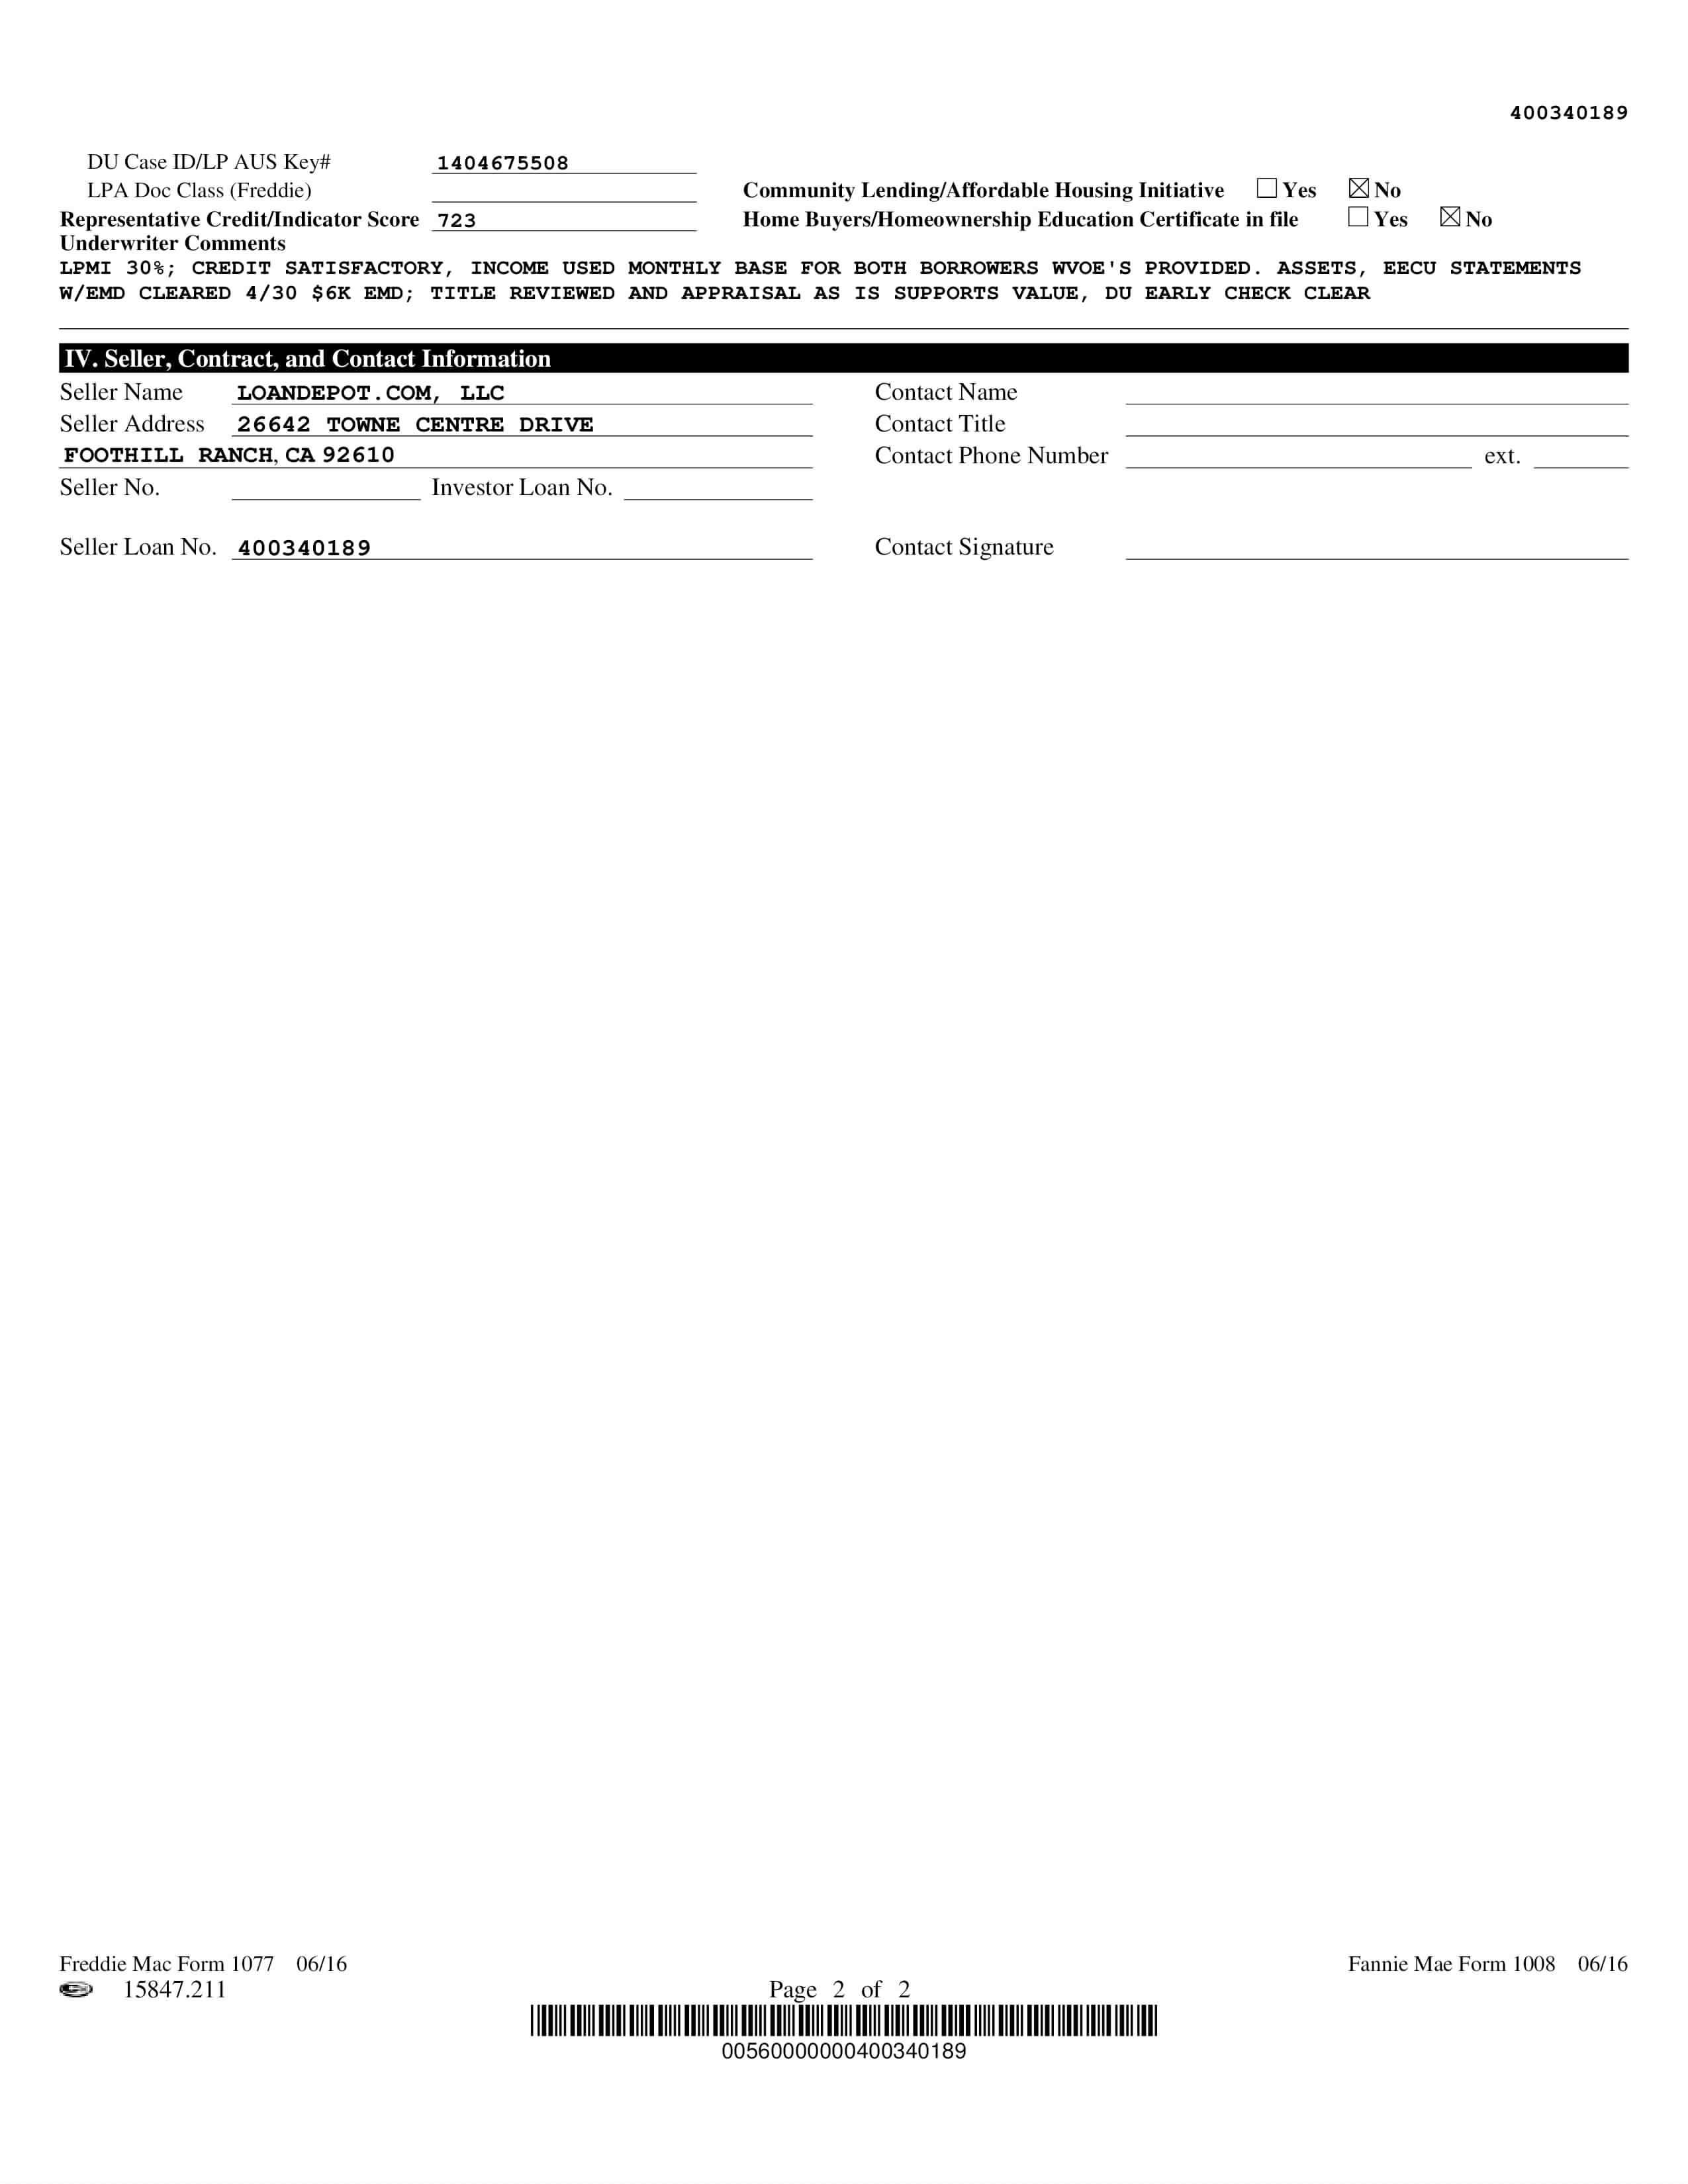 400340189
DU Case ID/LP AUS Key# 1404675508
LPA Doc Class (Freddie) Community Lending/Affordable Housing Initiative Yes No
Representative Credit/Indicator Score 723 Home Buyers/Homeownership Education Certificate in file Yes No
Underwriter Comments
LPMI 30%; CREDIT SATISFACTORY, INCOME USED MONTHLY BASE FOR BOTH BORROWERS WVOE'S PROVIDED. ASSETS, EECU STATEMENTS
W/EMD CLEARED 4/30 $6K EMD; TITLE REVIEWED AND APPRAISAL AS IS SUPPORTS VALUE, DU EARLY CHECK CLEAR
IV. Seller, Contract, and Contact Information
Seller Name LOANDEPOT.COM, LLC Contact Name
Seller Address 26642 TOWNE CENTRE DRIVE Contact Title
FOOTHILL RANCH, CA 92610 Contact Phone Number ext.
Seller No. Investor Loan No.
Seller Loan No. 400340189 Contact Signature
Freddie Mac Form 1077 06/16 Fannie Mae Form 1008 06/16
15847.211 Page 2 of 2
00560000000400340189